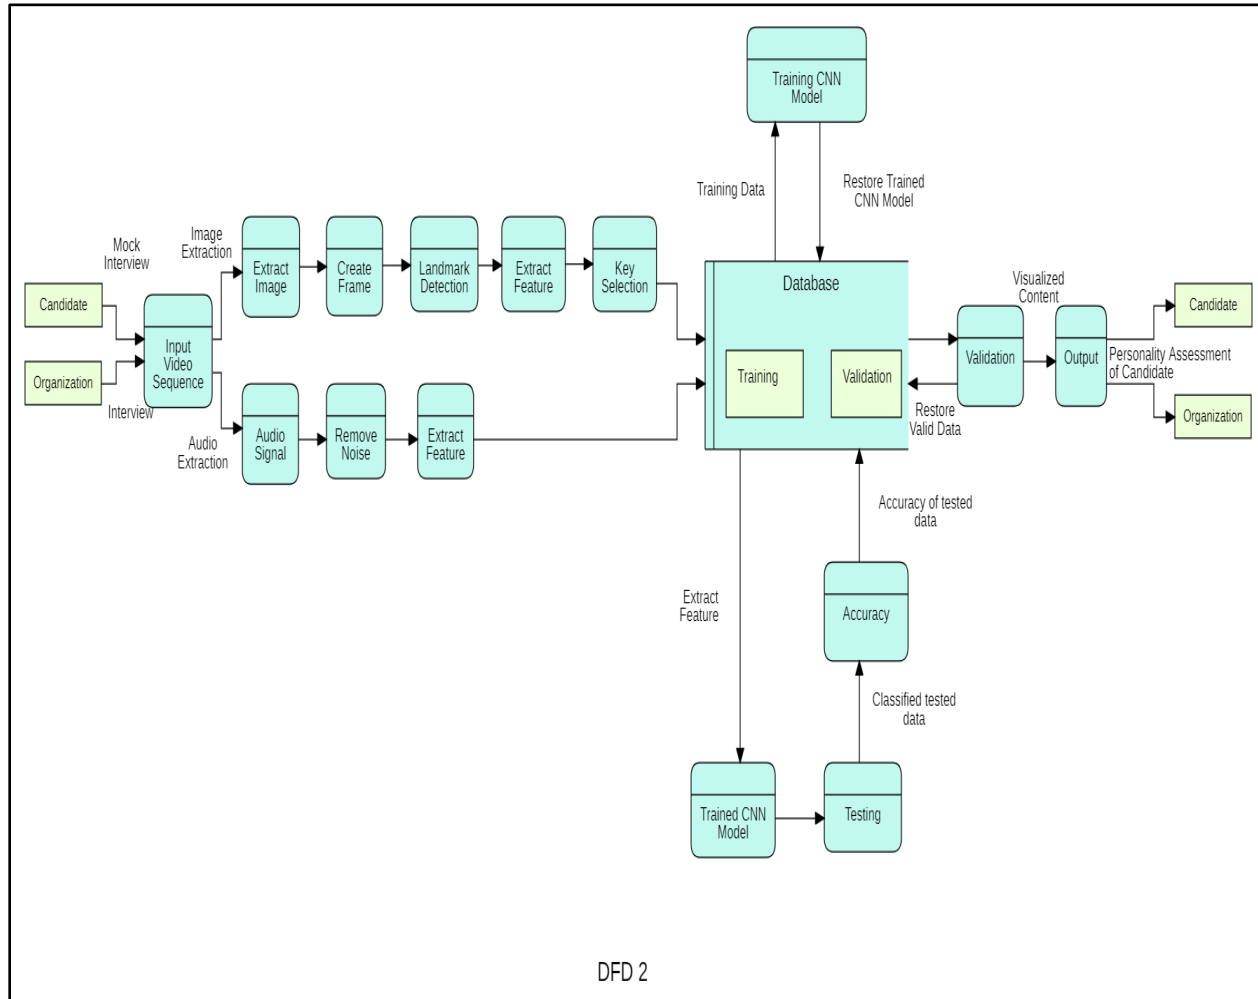 Training CNN
Model
Training Data
Restore Trained
CNN Model
Mock
Interview
Image
Extraction
Extract
Image
Create
Frame
Landmark
Detection
Extract
Feature
Key
Selection
Candidate
Organization
Interview
Input
Video
Sequence
Audio
Extraction
Audio
Signal
Remove
Noise
Extract
Feature
Database
Training
Validation
Visualized
Content
Validation
Output
Restore
Valid Data
Candidate
Personality Assessment
of Candidate
Organization
Accuracy of tested
data
Accuracy
Extract
Feature
Classified tested
data
Trained CNN
Model
Testing
DFD 2